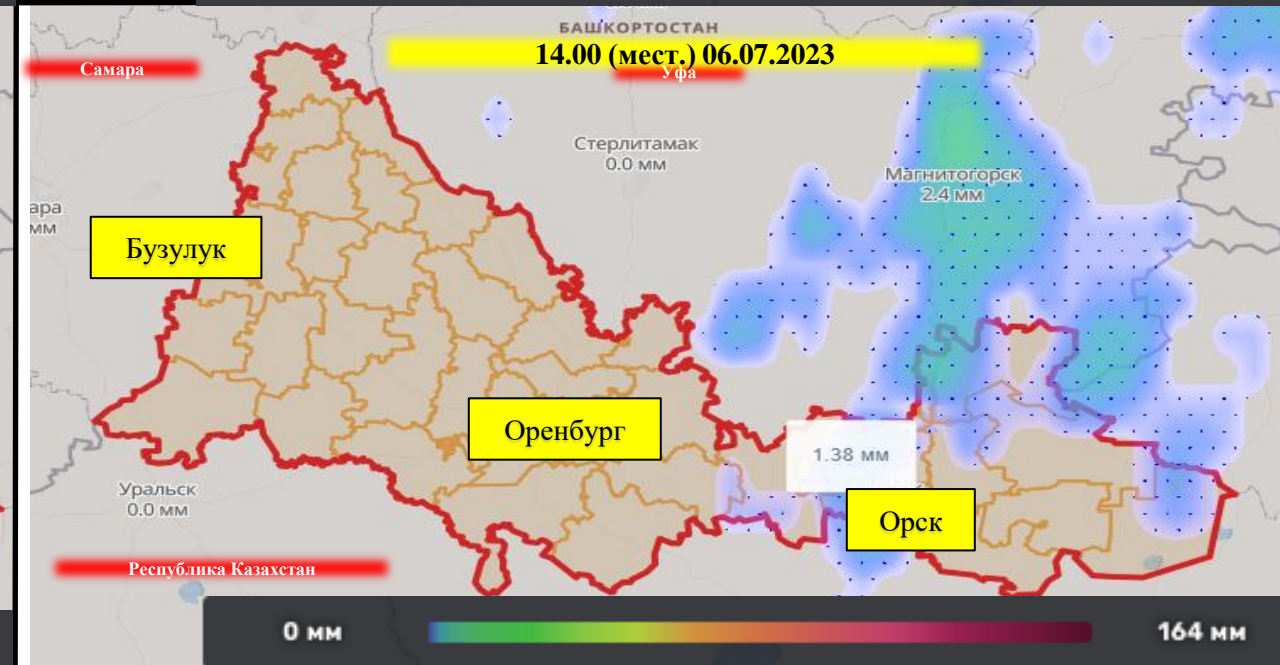 БАШКОРТОСТАН
14.00 (мест.) 06.07.2023
Самара
Уфа
Стерлитамак
0.0 мм
Магнитогорск
2.4 мм
ара
мм
Бузулук
Оренбург
1.38 мм
Уральск
0.0 мм
Орск
Республика Казахстан
0 мм
164 мм